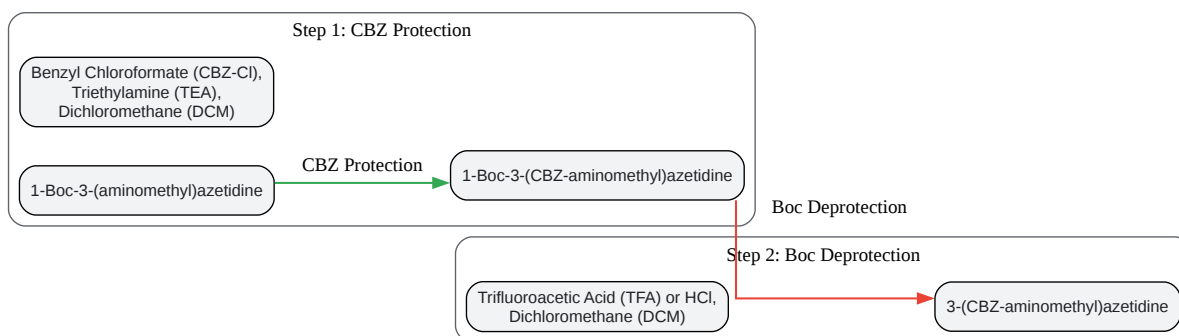 Step 1: CBZ Protection
Benzyl Chloroformate (CBZ-Cl),
Triethylamine (TEA),
Dichloromethane (DCM)
1-Boc-3-(aminomethyl)azetidine
CBZ Protection
1-Boc-3-(CBZ-aminomethyl)azetidine
Boc Deprotection
Step 2: Boc Deprotection
Trifluoroacetic Acid (TFA) or HCl,
Dichloromethane (DCM)
3-(CBZ-aminomethyl)azetidine